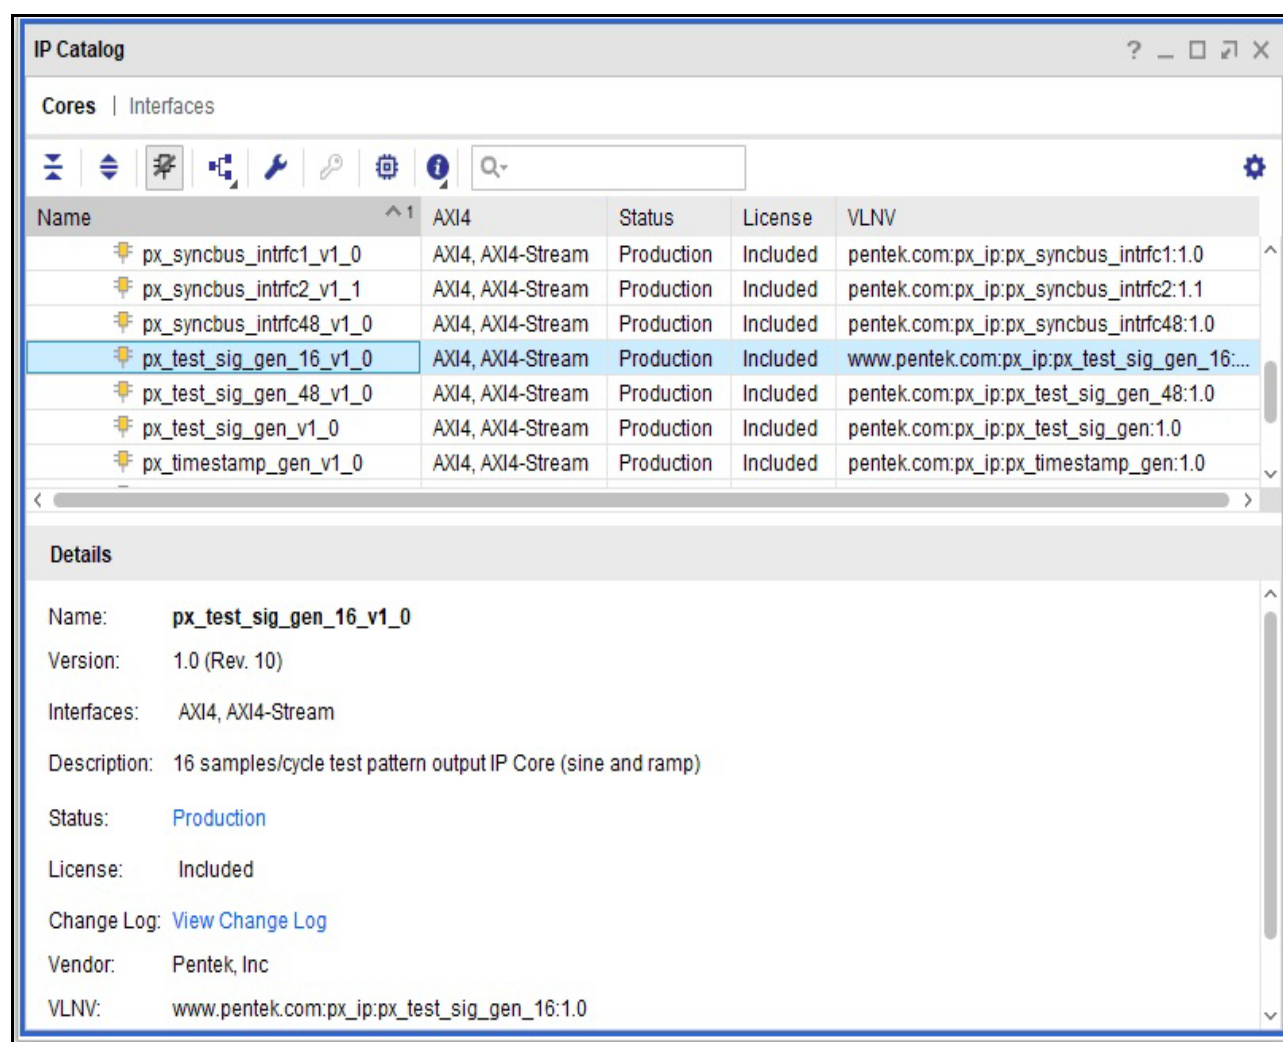 IP Catalog
Cores | Interfaces
Name 1 AXI4 Status License VLNV
px_syncbus_intrfc1_v1_0 AXI4, AXI4-Stream Production Included pentek.com:px_ip:px_syncbus_intrfc1:1.0
px_syncbus_intrfc2_v1_1 AXI4, AXI4-Stream Production Included pentek.com:px_ip:px_syncbus_intrfc2:1.1
px_syncbus_intrfc48_v1_0 AXI4, AXI4-Stream Production Included pentek.com:px_ip:px_syncbus_intrfc48:1.0
px_test_sig_gen_16_v1_0 AXI4, AXI4-Stream Production Included www.pentek.com:px_ip:px_test_sig_gen_16:...
px_test_sig_gen_48_v1_0 AXI4, AXI4-Stream Production Included pentek.com:px_ip:px_test_sig_gen_48:1.0
px_test_sig_gen_v1_0 AXI4, AXI4-Stream Production Included pentek.com:px_ip:px_test_sig_gen:1.0
px_timestamp_gen_v1_0 AXI4, AXI4-Stream Production Included pentek.com:px_ip:px_timestamp_gen:1.0
Details
Name: px_test_sig_gen_16_v1_0
Version: 1.0 (Rev. 10)
Interfaces: AXI4, AXI4-Stream
Description: 16 samples/cycle test pattern output IP Core (sine and ramp)
Status: Production
License: Included
Change Log: View Change Log
Vendor: Pentek, Inc
VLNV: www.pentek.com:px_ip:px_test_sig_gen_16:1.0